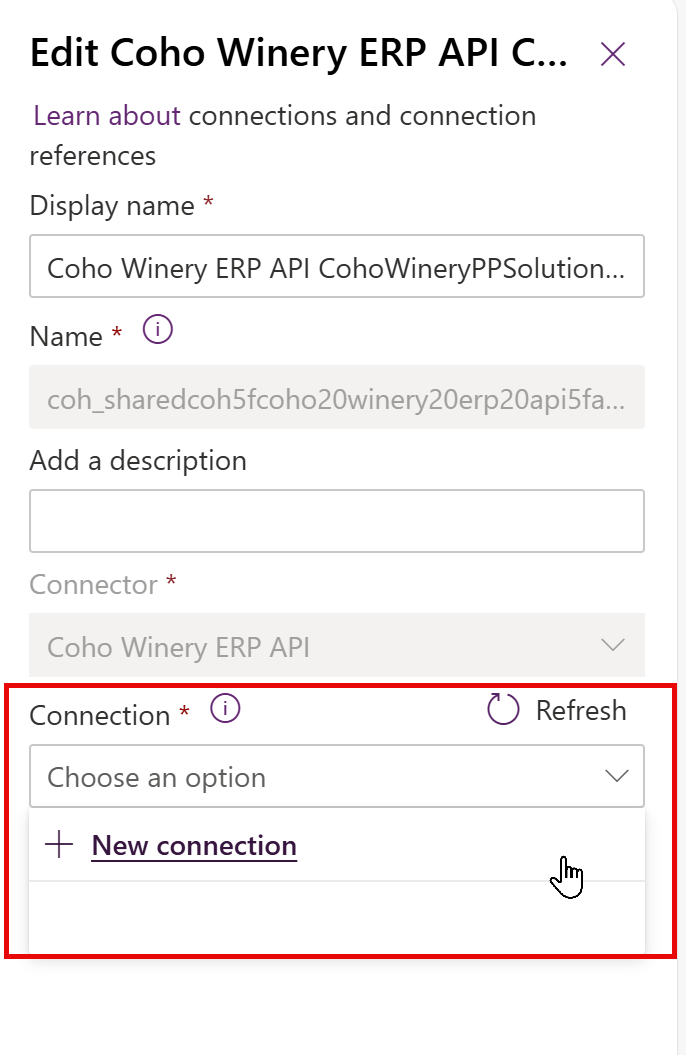 Edit Coho Winery ERP API C...
Learn about connections and connection
references
Display name *
Coho Winery ERP API CohoWineryPPSolution...
Name *
coh_sharedcoh5fcoho20winery20erp20api5fa...
Add a description
Connector *
Coho Winery ERP API
Connection *
Refresh
Choose an option
New connection